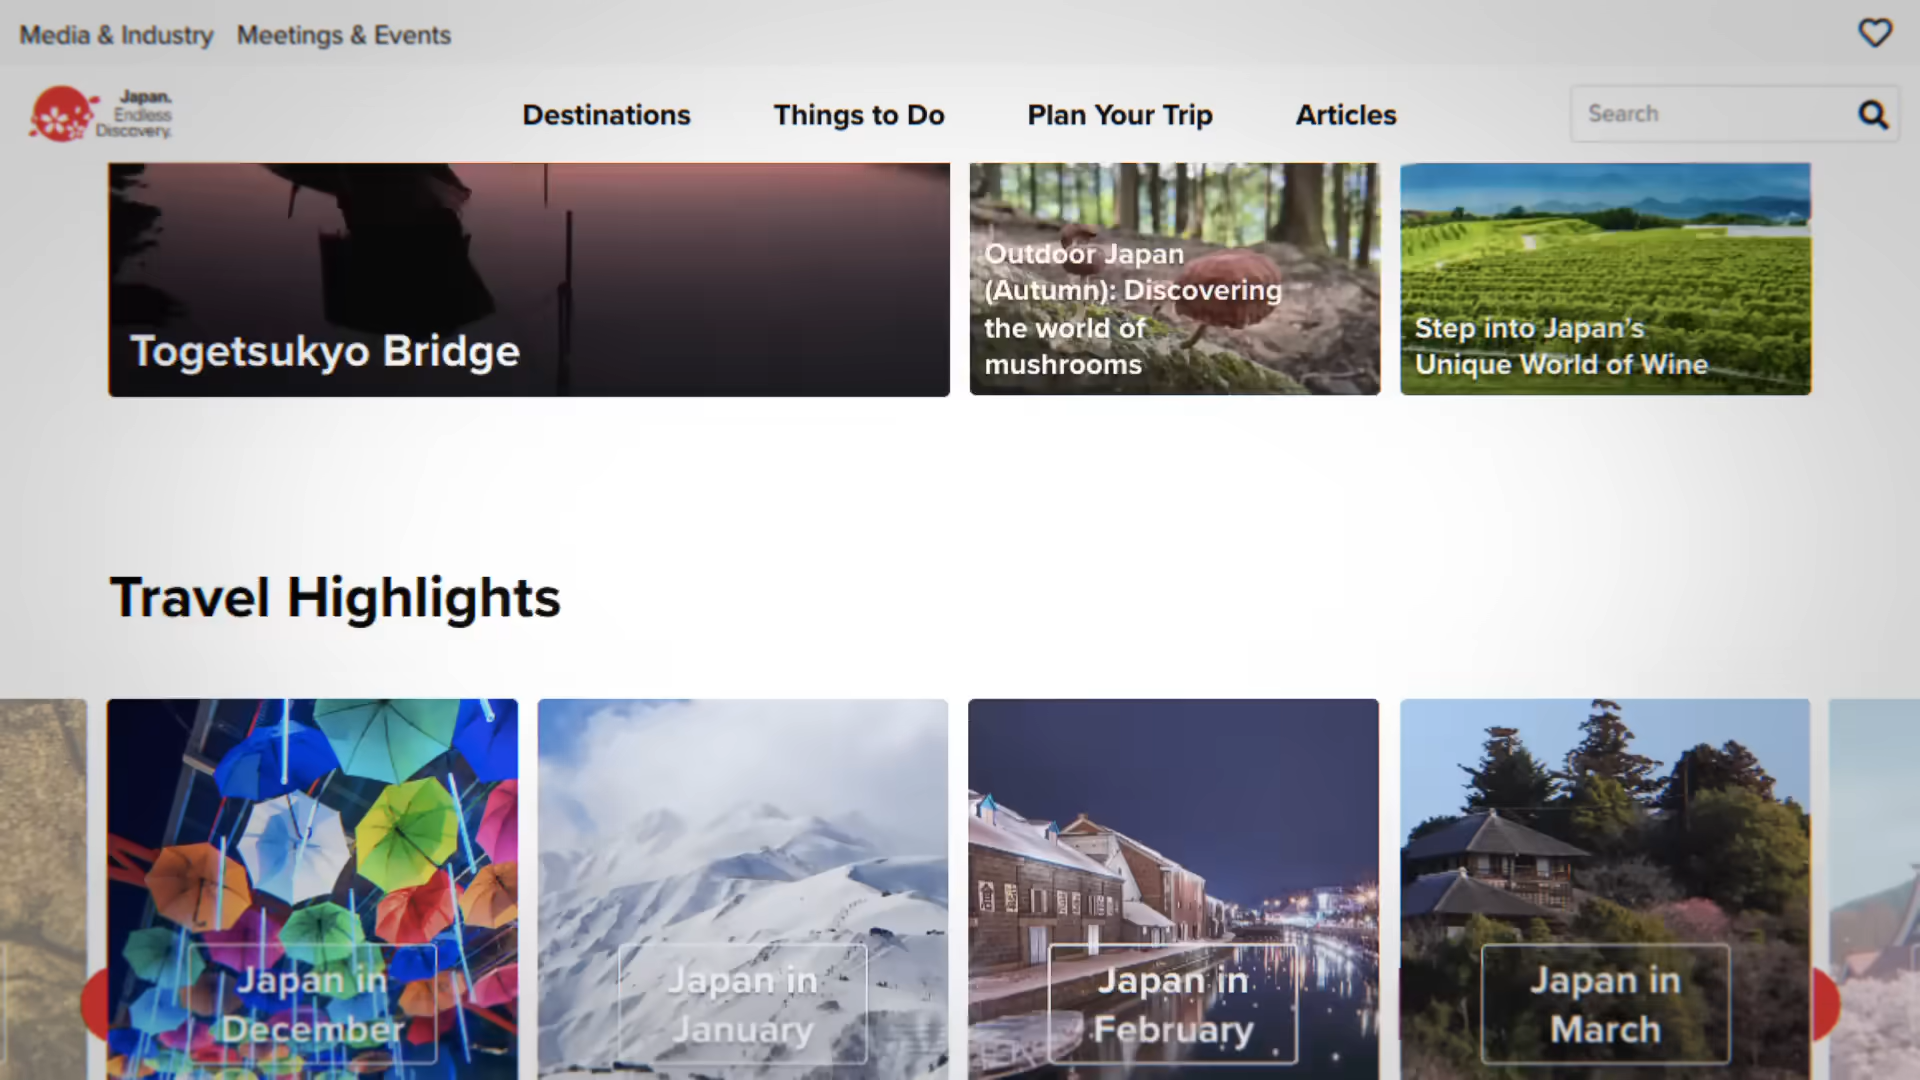 Media & Industry
Meetings & Events
Japan.
Endless
Discovery.
Destinations
Things to Do
Plan Your Trip
Articles
Search
Togetsukyo Bridge
Outdoor Japan
(Autumn): Discovering
the world of
mushrooms
Step into Japan's
Unique World of Wine
Travel Highlights
Japan in
December
Japan in
January
Japan in
February
Japan in
March